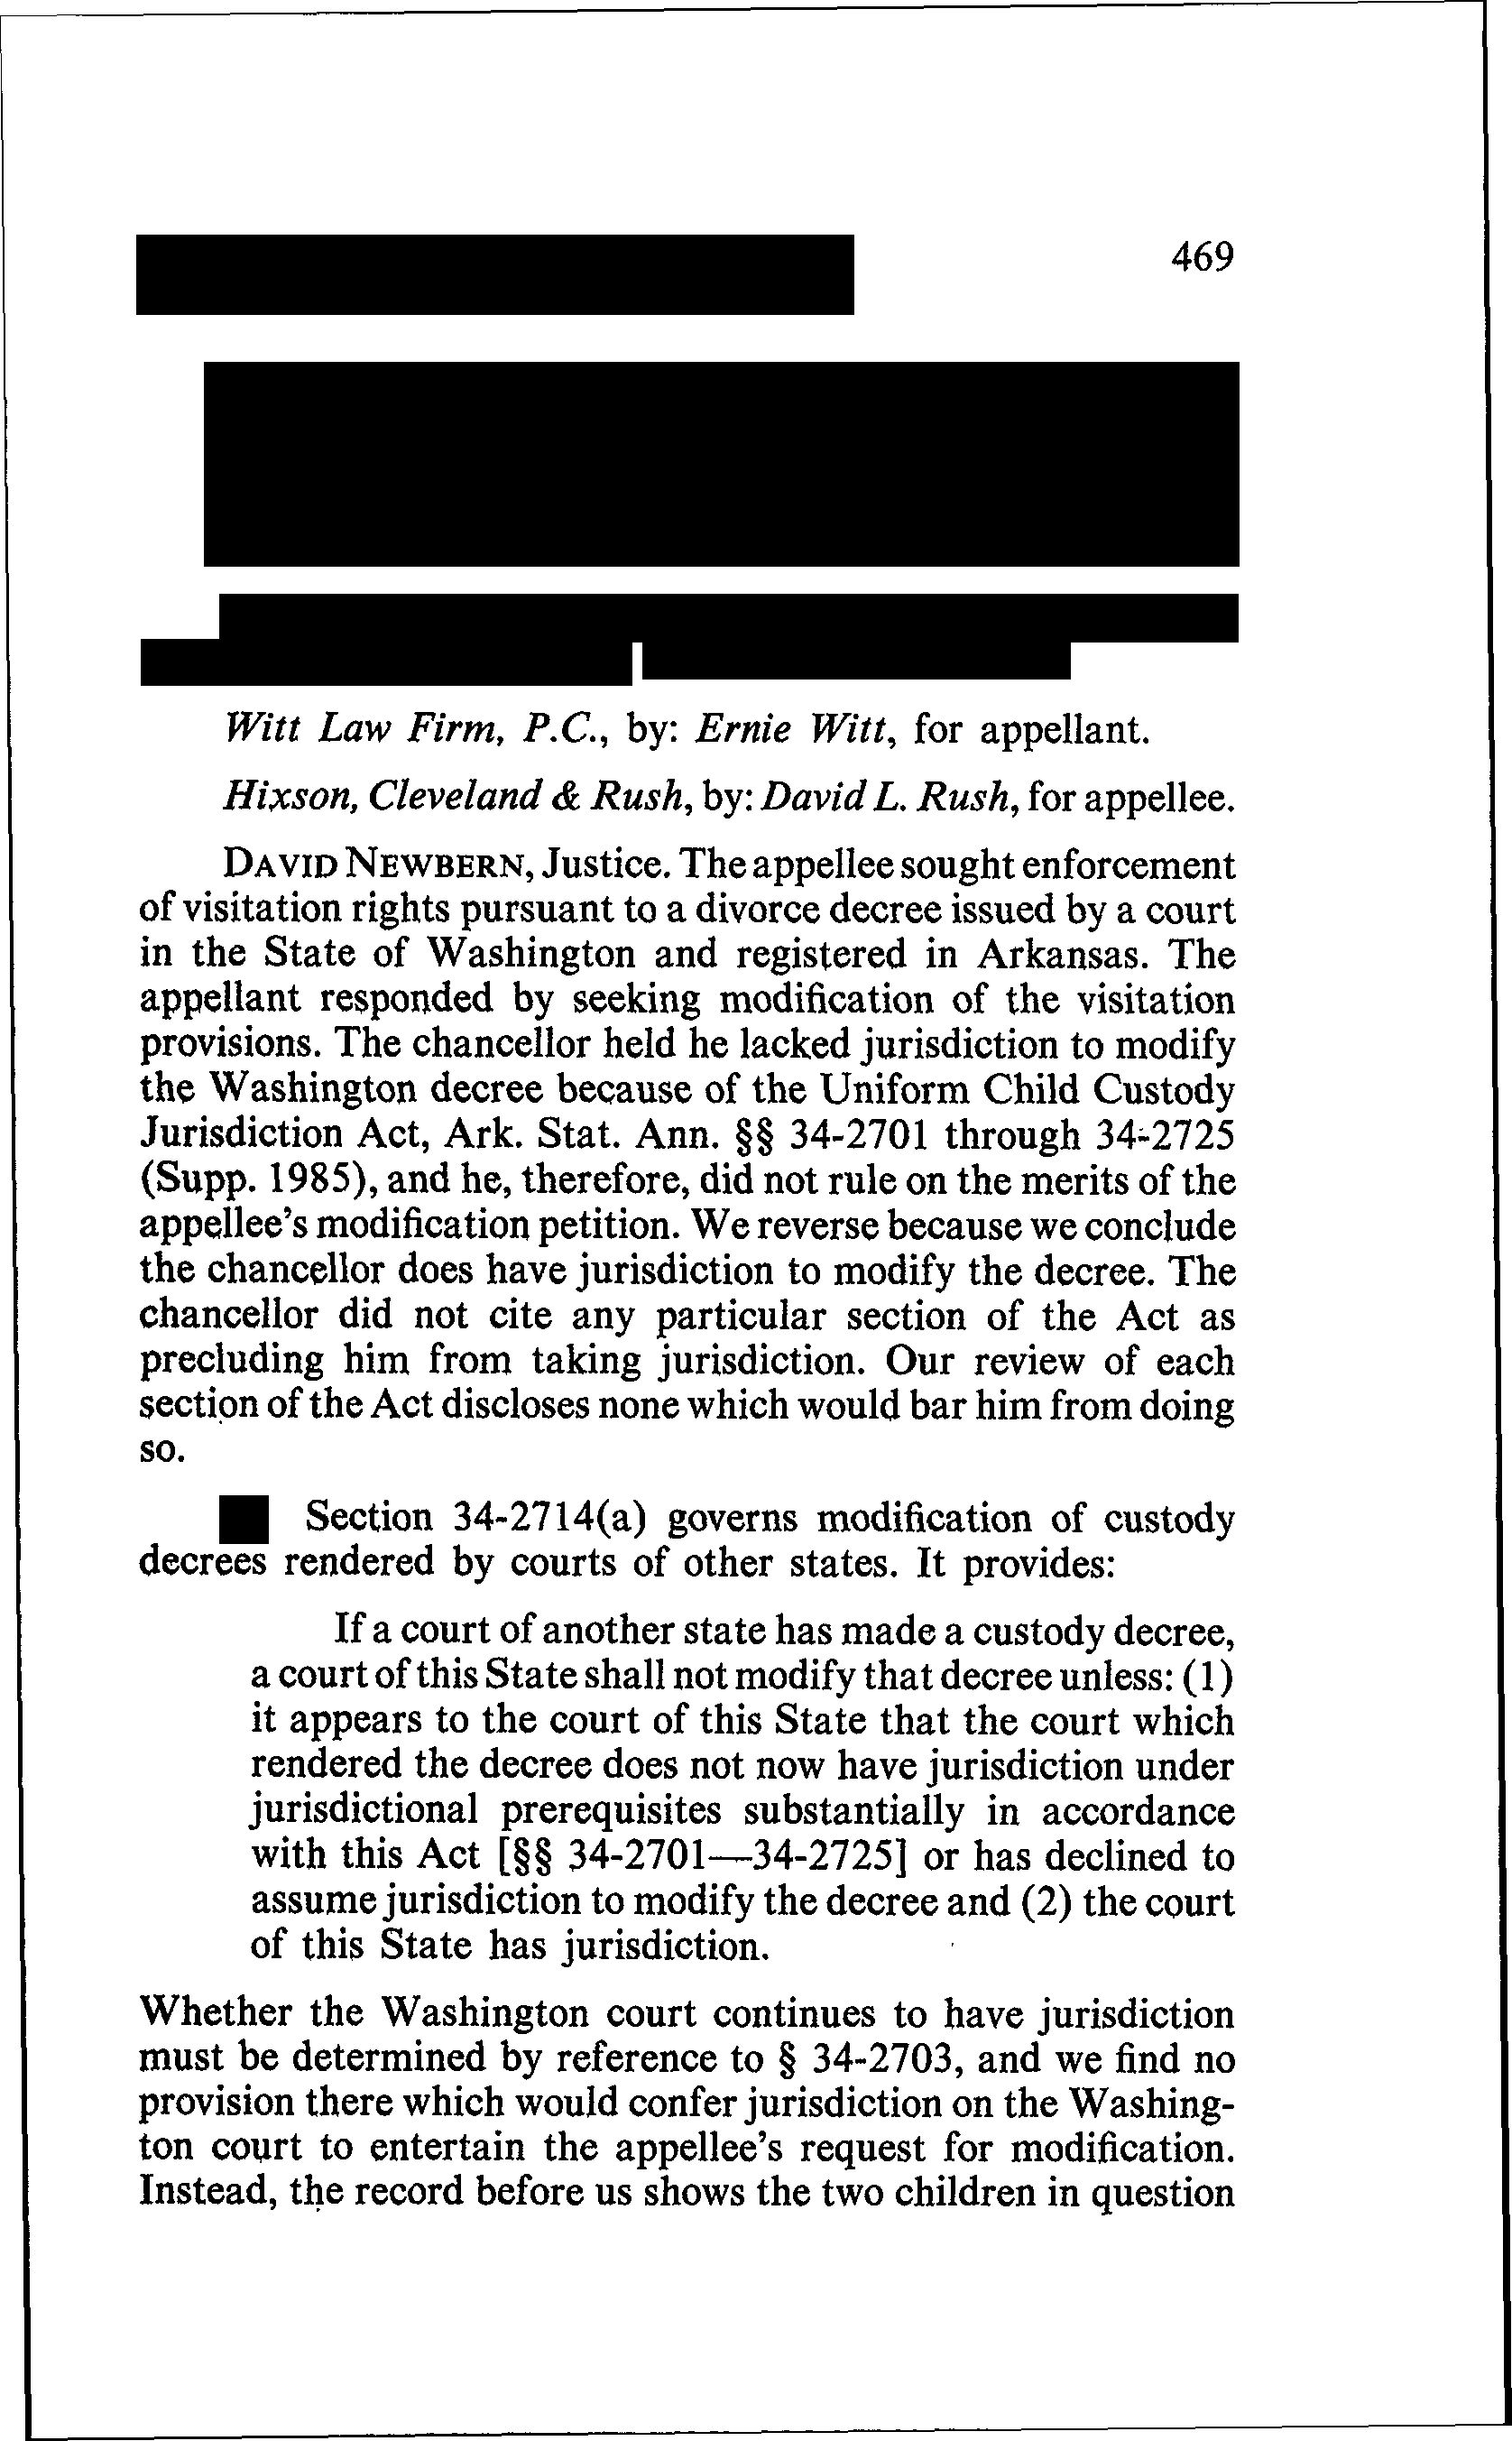 469
Witt Law Firm, P.C., by: Ernie Witt, for appellant.
Hixson, Cleveland & Rush, by: David L. Rush, for appellee.
DAVID NEWBERN, Justice. The appellee sought enforcement
of visitation rights pursuant to a divorce decree issued by a court
in the State of Washington and registered in Arkansas. The
appellant responded by seeking modification of the visitation
provisions. The chancellor held he lacked jurisdiction to modify
the Washington decree because of the Uniform Child Custody
Jurisdiction Act, Ark. Stat. Ann. §§ 34-2701 through 34-2725
(Supp. 1985), and he, therefore, did not rule on the merits of the
appellee's modification petition. We reverse because we conclude
the chancellor does have jurisdiction to modify the decree. The
chancellor did not cite any particular section of the Act as
precluding him from taking jurisdiction. Our review of each
section of the Act discloses none which would bar him from doing
so.
Section 34-2714(a) governs modification of custody
decrees rendered by courts of other states. It provides:
If a court of another state has made a custody decree,
a court of this State shall not modify that decree unless: (1)
it appears to the court of this State that the court which
rendered the decree does not now have jurisdiction under
jurisdictional prerequisites substantially in accordance
with this Act [§§ 34-2701—34-2725] or has declined to
assume jurisdiction to modify the decree and (2) the court
of this State has jurisdiction.
Whether the Washington court continues to have jurisdiction
must be determined by reference to § 34-2703, and we find no
provision there which would confer jurisdiction on the Washing-
ton court to entertain the appellee's request for modification.
Instead, the record before us shows the two children in question